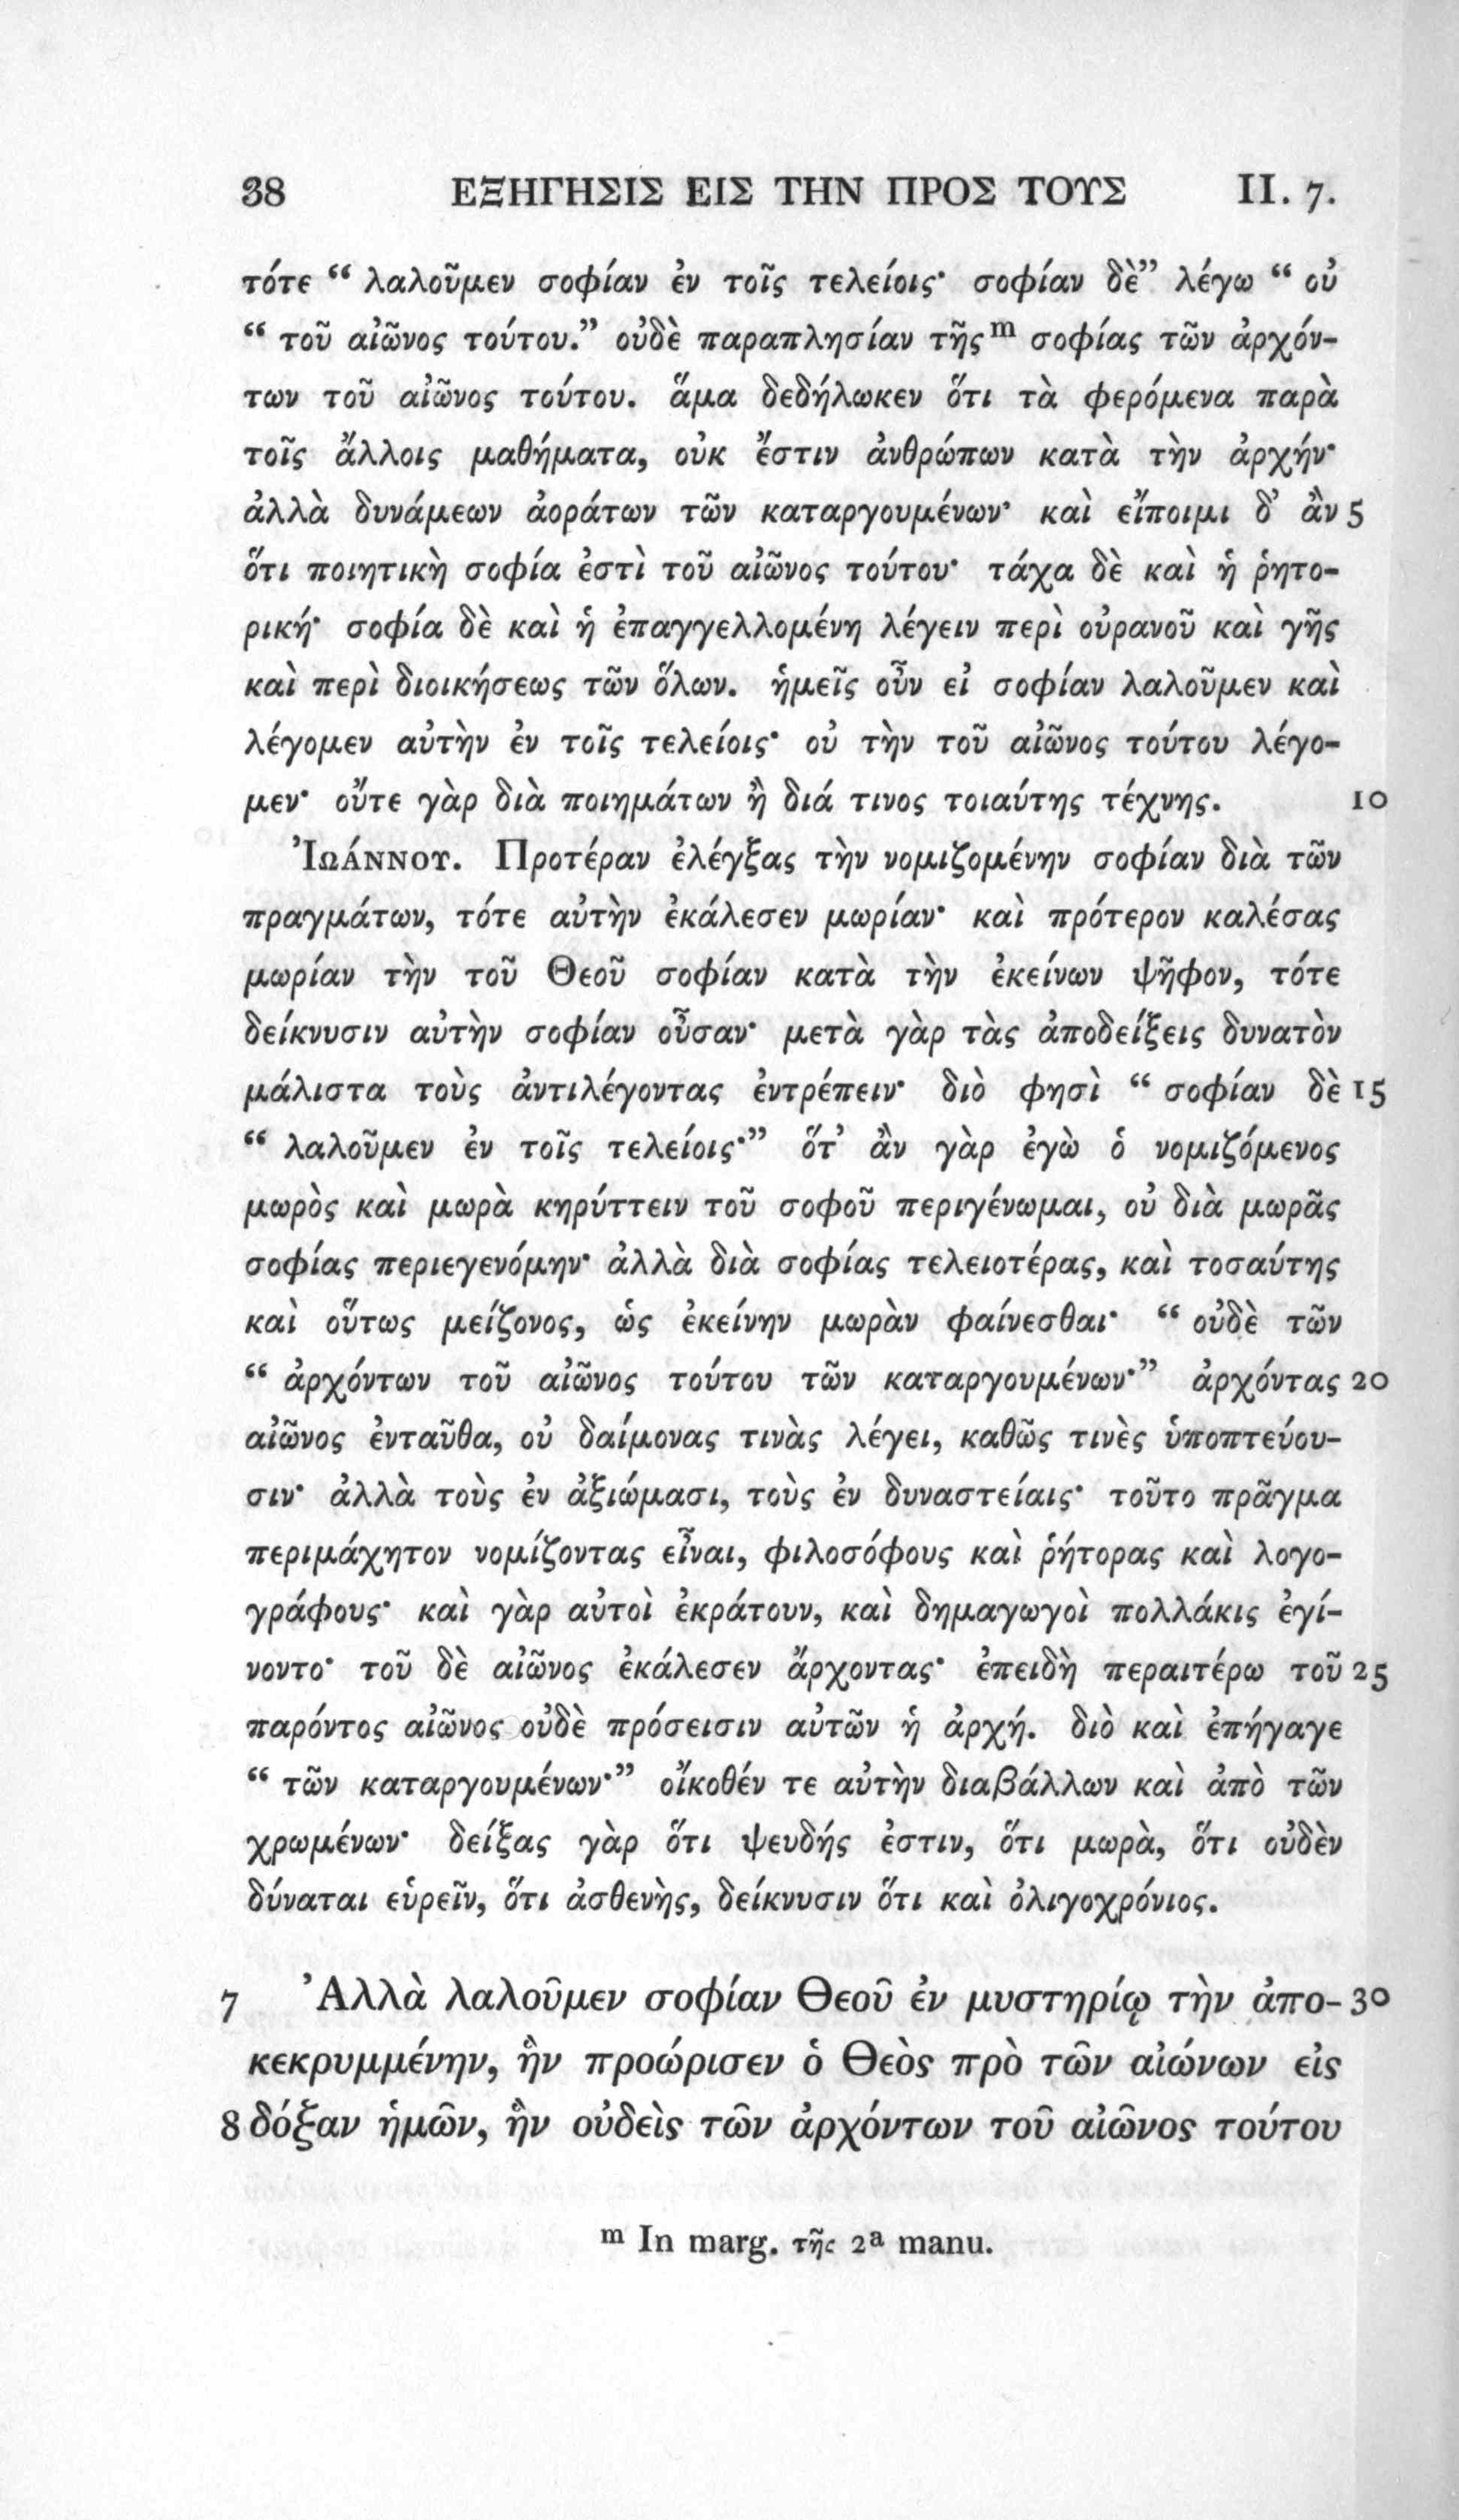 38 ΕΞΗΓΗΣΙΣ ΕΙΣ ΤΗΝ ΠΡΟΣ ΤΟΥΣ II. 7.
τότε “ λαλοῦμεν σοφίαν ἐν τοῖς τελείοις· σοφίαν δὲ” λέγω “ οὐ
“ τοῦ αἰῶνος τούτου.” οὐδὲ παραπλησίαν τῆςᵐ σοφίας τῶν ἀρχόν-
των τοῦ αἰῶνος τούτου. ἅμα δεδήλωκεν ὅτι τὰ φερόμενα παρὰ
τοῖς ἄλλοις μαθήματα, οὐκ ἔστιν ἀνθρώπων κατὰ τὴν ἀρχήν·
ἀλλὰ δυνάμεων ἀοράτων τῶν καταργουμένων· καὶ εἴποιμι δ’ ἂν 5
ὅτι ποιητικὴ σοφία ἐστὶ τοῦ αἰῶνος τούτου· τάχα δὲ καὶ ἡ ῥητο-
ρική· σοφία δὲ καὶ ἡ ἐπαγγελλομένη λέγειν περὶ οὐρανοῦ καὶ γῆς
καὶ περὶ διοικήσεως τῶν ὅλων. ἡμεῖς οὖν εἰ σοφίαν λαλοῦμεν καὶ
λέγομεν αὐτὴν ἐν τοῖς τελείοις· οὐ τὴν τοῦ αἰῶνος τούτου λέγο-
μεν· οὔτε γὰρ διὰ ποιημάτων ἢ διά τινος τοιαύτης τέχνης. 10
Ἰωάννου. Προτέραν ἐλέγξας τὴν νομιζομένην σοφίαν διὰ τῶν
πραγμάτων, τότε αὐτὴν ἐκάλεσεν μωρίαν· καὶ πρότερον καλέσας
μωρίαν τὴν τοῦ Θεοῦ σοφίαν κατὰ τὴν ἐκείνων ψῆφον, τότε
δείκνυσιν αὐτὴν σοφίαν οὖσαν· μετὰ γὰρ τὰς ἀποδείξεις δυνατὸν
μάλιστα τοὺς ἀντιλέγοντας ἐντρέπειν· διὸ φησὶ “ σοφίαν δὲ 15
“ λαλοῦμεν ἐν τοῖς τελείοις·” ὅτ’ ἂν γὰρ ἐγὼ ὁ νομιζόμενος
μωρὸς καὶ μωρὰ κηρύττειν τοῦ σοφοῦ περιγένωμαι, οὐ διὰ μωρᾶς
σοφίας περιεγενόμην· ἀλλὰ διὰ σοφίας τελειοτέρας, καὶ τοσαύτης
καὶ οὕτως μείζονος, ὡς ἐκείνην μωρὰν φαίνεσθαι· “ οὐδὲ τῶν
“ ἀρχόντων τοῦ αἰῶνος τούτου τῶν καταργουμένων·” ἀρχόντας 20
αἰῶνος ἐνταῦθα, οὐ δαίμονας τινὰς λέγει, καθῶς τινὲς ὑποπτεύου-
σιν· ἀλλὰ τοὺς ἐν ἀξιώμασι, τοὺς ἐν δυναστείαις· τοῦτο πρᾶγμα
περιμάχητον νομίζοντας εἶναι, φιλοσόφους καὶ ῥήτορας καὶ λογο-
γράφους· καὶ γὰρ αὐτοὶ ἐκράτουν, καὶ δημαγωγοὶ πολλάκις ἐγί-
νοντο· τοῦ δὲ αἰῶνος ἐκάλεσεν ἄρχοντας· ἐπειδὴ περαιτέρω τοῦ 25
παρόντος αἰῶνος οὐδὲ πρόσεισιν αὐτῶν ἡ ἀρχή. διὸ καὶ ἐπήγαγε
“ τῶν καταργουμένων·” οἴκοθέν τε αὐτὴν διαβάλλων καὶ ἀπὸ τῶν
χρωμένων· δείξας γὰρ ὅτι ψευδής ἐστιν, ὅτι μωρὰ, ὅτι οὐδὲν
δύναται εὑρεῖν, ὅτι ἀσθενὴς, δείκνυσιν ὅτι καὶ ὀλιγοχρόνιος.
7 Ἀλλὰ λαλοῦμεν σοφίαν Θεοῦ ἐν μυστηρίῳ τὴν ἀπο- 30
κεκρυμμένην, ἣν προώρισεν ὁ Θεὸς πρὸ τῶν αἰώνων εἰς
8 δόξαν ἡμῶν, ἣν οὐδεὶς τῶν ἀρχόντων τοῦ αἰῶνος τούτου
ᵐ In marg. τῆς 2ᵃ manu.